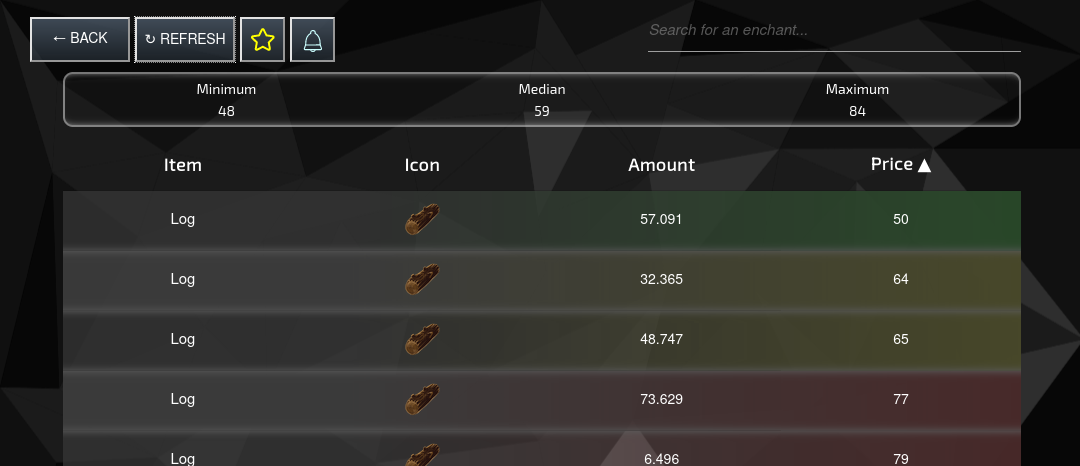 ← BACK
↻ REFRESH
Search for an enchant...
Minimum Median Maximum
48 59 84
Item Icon Amount Price ▲
Log 57.091 50
Log 32.365 64
Log 48.747 65
Log 73.629 77
Log 6.496 79